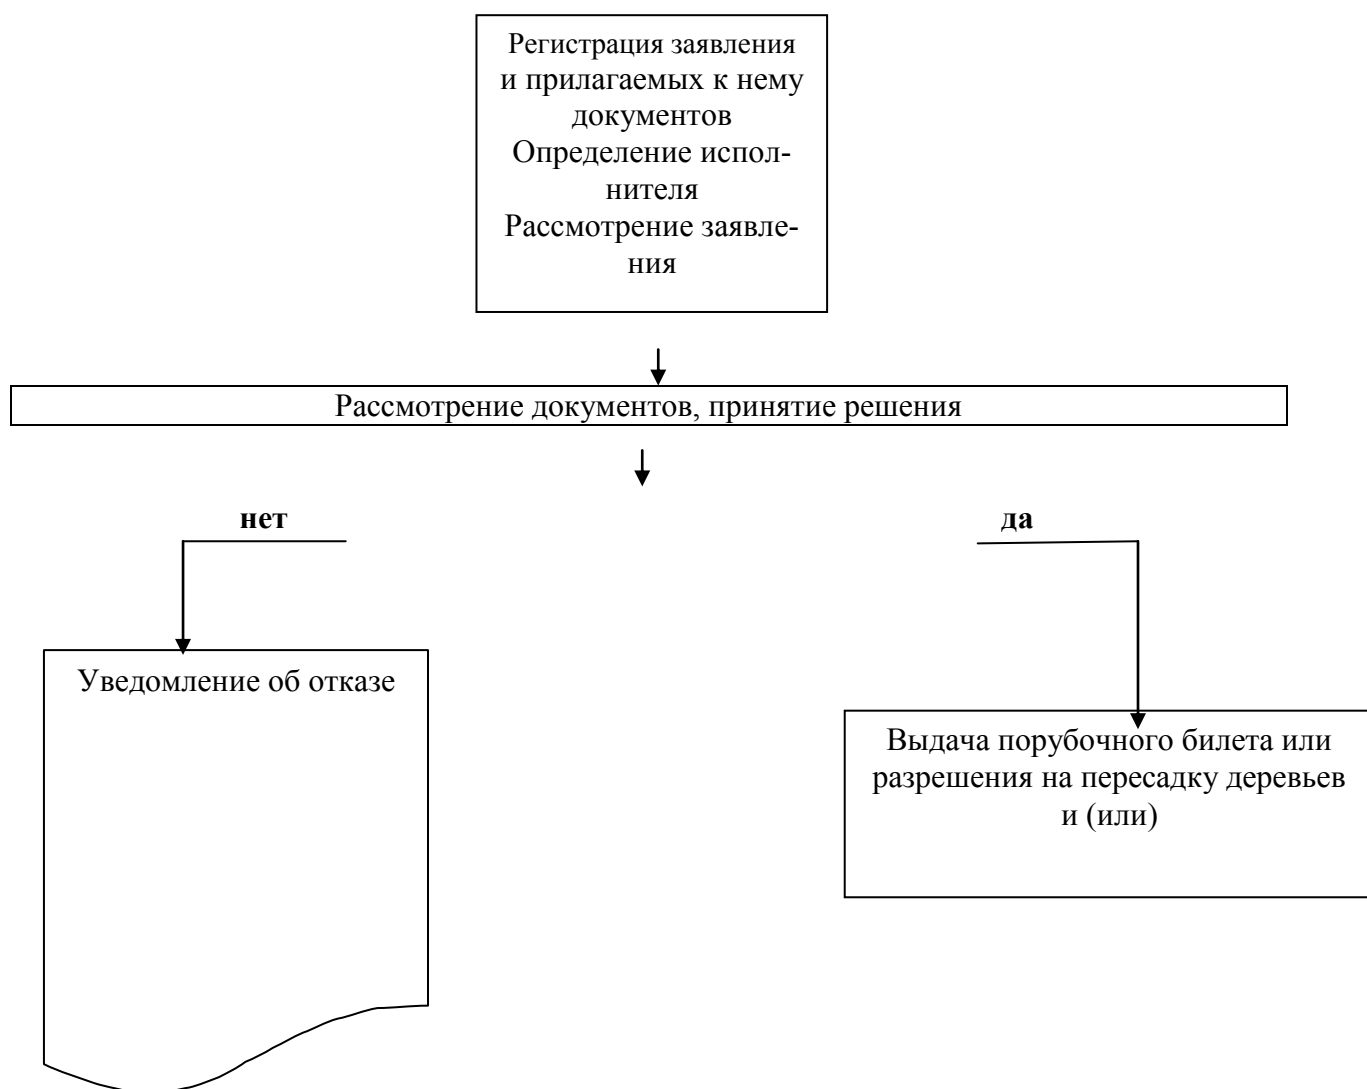 Регистрация заявления
и прилагаемых к нему
документов
Определение испол-
нителя
Рассмотрение заявле-
ния
Рассмотрение документов, принятие решения
нет
да
Уведомление об отказе
Выдача порубочного билета или
разрешения на пересадку деревьев
и (или)